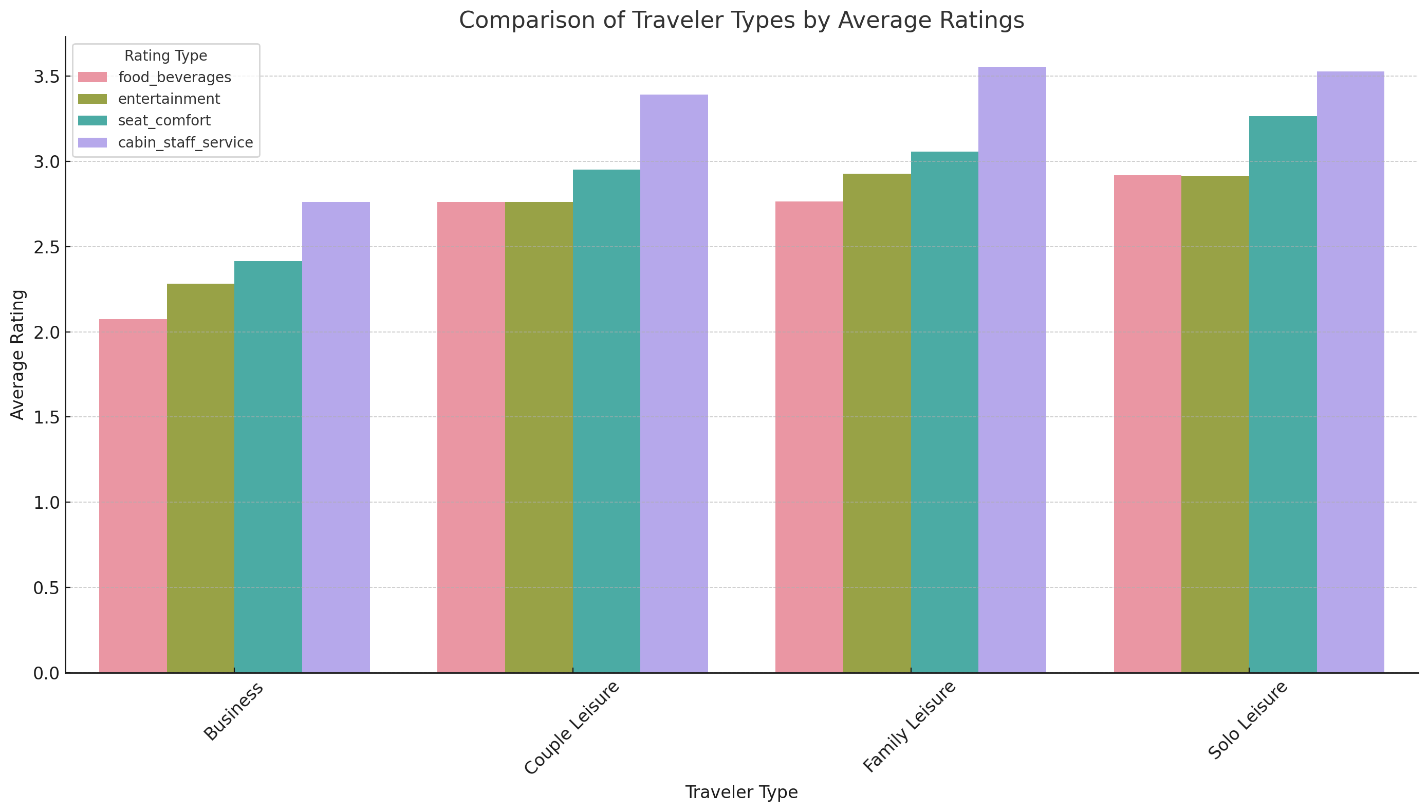 Comparison of Traveler Types by Average Ratings
Rating Type
food_beverages
entertainment
seat_comfort
cabin_staff_service
Average Rating
3.5
3.0
2.5
2.0
1.5
1.0
0.5
0.0
Business
Couple Leisure
Family Leisure
Solo Leisure
Traveler Type